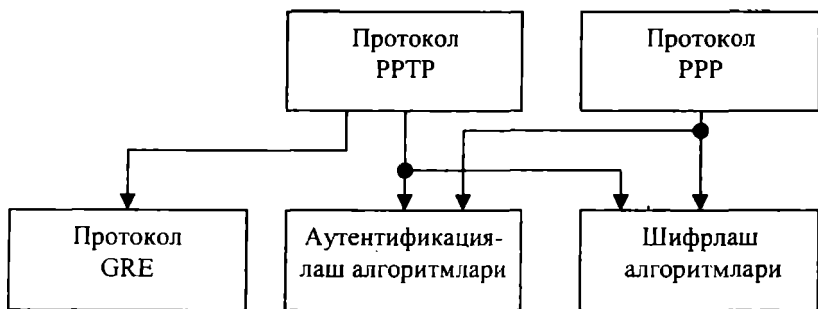 Протокол
PPTP
Протокол
PPP
Протокол
GRE
Аутентификация-
лаш алгоритмлари
Шифрлаш
алгоритмлари